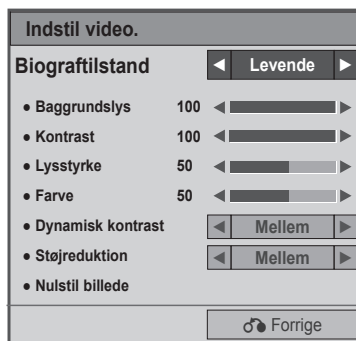 Indstil video.
Biograftilstand ◄ Levende ►
● Baggrundslys 100
● Kontrast 100
● Lysstyrke 50
● Farve 50
● Dynamisk kontrast ◄ Mellem ►
● Støjreduktion ◄ Mellem ►
● Nulstil billede
Forrige